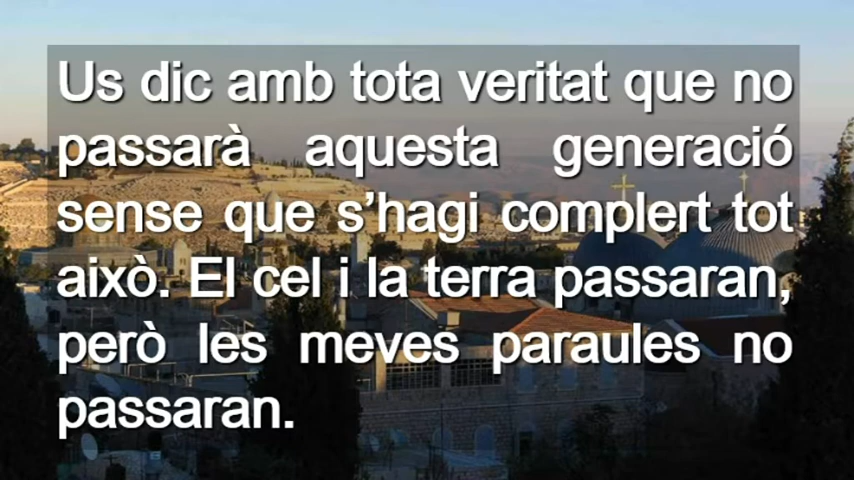 Us dic amb tota veritat que no
passarà aquesta generació
sense que s’hagi complert tot
això. El cel i la terra passaran,
però les meves paraules no
passaran.